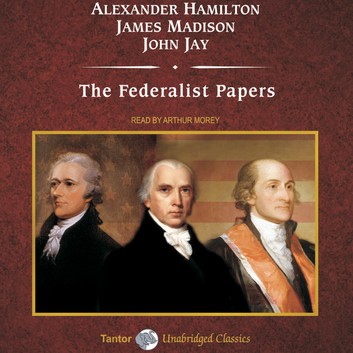 ALEXANDER HAMILTON
JAMES MADISON
JOHN JAY
THE FEDERALIST PAPERS
READ BY ARTHUR MOREY
Tantor Unabridged Classics